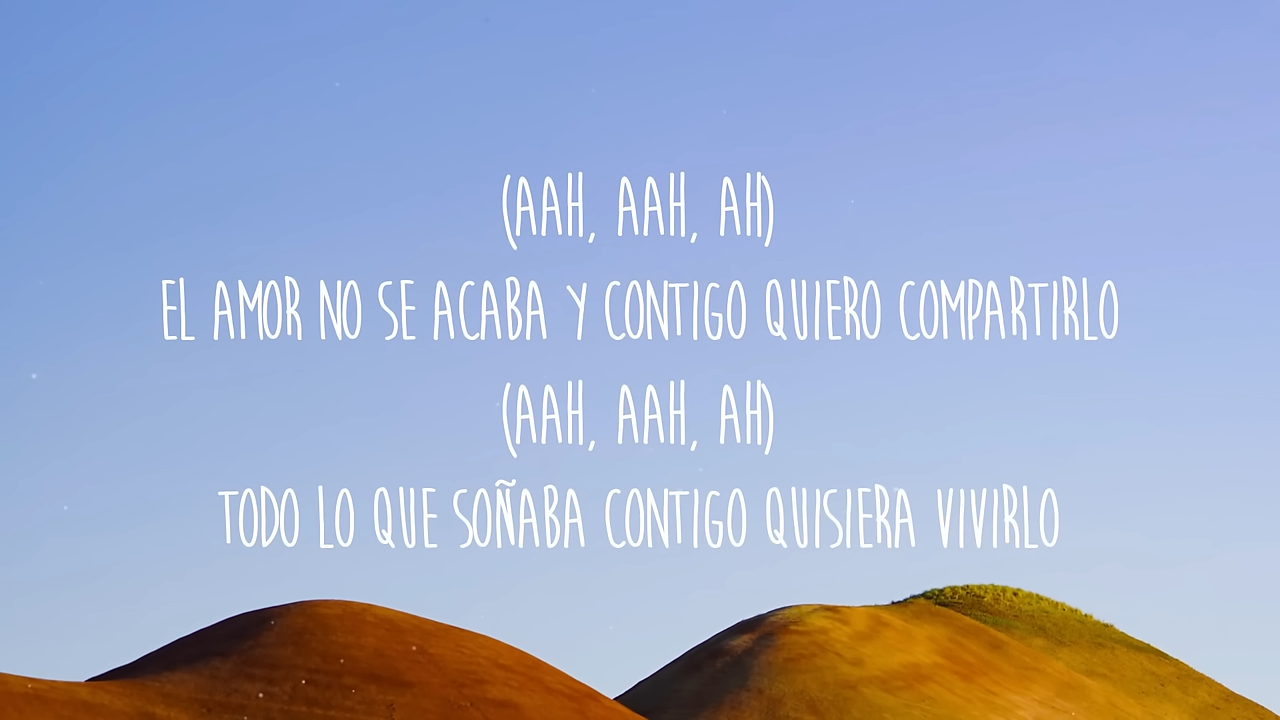 (AAH, AAH, AH)
EL AMOR NO SE ACABA Y CONTIGO QUIERO COMPARTIRLO
(AAH, AAH, AH)
TODO LO QUE SOÑABA CONTIGO QUISIERA VIVIRLO